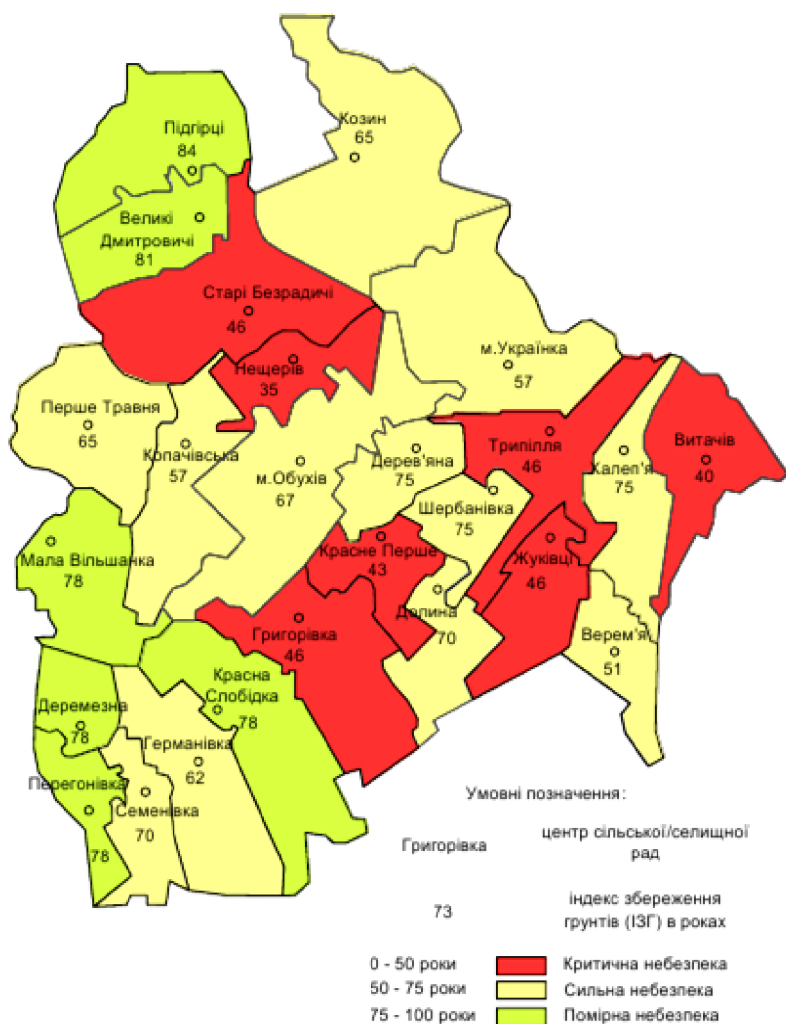 Підгірці
84
Козин
65
Великі
Дмитровичі
81
Старі Безрадичі
46
Нещерів
35
м.Українка
57
Перше Травня
65
Копачівська
57
м.Обухів
67
Дерев'яна
75
Трипілля
46
Халеп'я
75
Витачів
40
Щербанівка
75
Красне Перше
43
Жуківці
46
Мала Вільшанка
78
Долина
70
Григорівка
46
Верем'я
51
Красна
Слобідка
78
Деремезна
78
Германівка
62
Перегонівка
78
Семенівка
70
Умовні позначення:
Григорівка
центр сільської/селищної
рад
73
індекс збереження
грунтів (ІЗГ) в роках
0 - 50 роки Критична небезпека
50 - 75 роки Сильна небезпека
75 - 100 роки Помірна небезпека